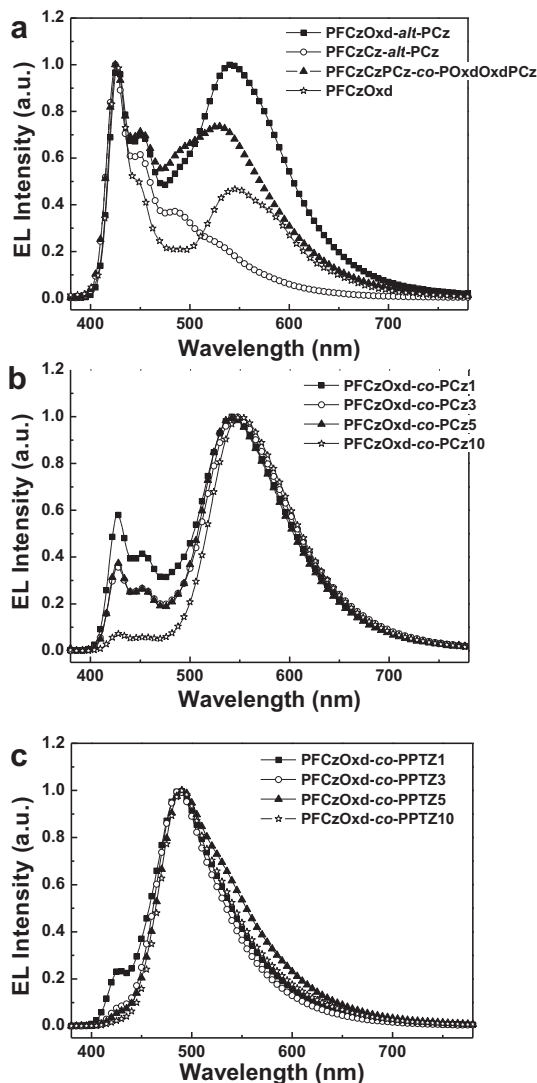 a
PFCzOxd-alt-PCz
PFCzCz-alt-PCz
PFCzCzPCz-co-POxdOxdPCz
PFCzOxd
EL Intensity (a.u.)
1.2
1.0
0.8
0.6
0.4
0.2
0.0
400 500 600 700
Wavelength (nm)
b
PFCzOxd-co-PCz1
PFCzOxd-co-PCz3
PFCzOxd-co-PCz5
PFCzOxd-co-PCz10
EL Intensity (a.u.)
1.2
1.0
0.8
0.6
0.4
0.2
0.0
400 500 600 700
Wavelength (nm)
c
PFCzOxd-co-PPTZ1
PFCzOxd-co-PPTZ3
PFCzOxd-co-PPTZ5
PFCzOxd-co-PPTZ10
EL Intensity (a.u.)
1.2
1.0
0.8
0.6
0.4
0.2
0.0
400 500 600 700
Wavelength (nm)